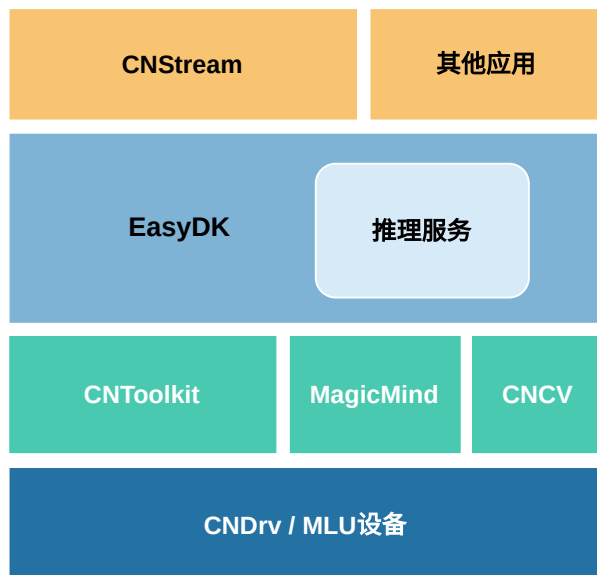 CNStream
其他应用
EasyDK
推理服务
CNToolkit
MagicMind
CNCV
CNDrv / MLU设备